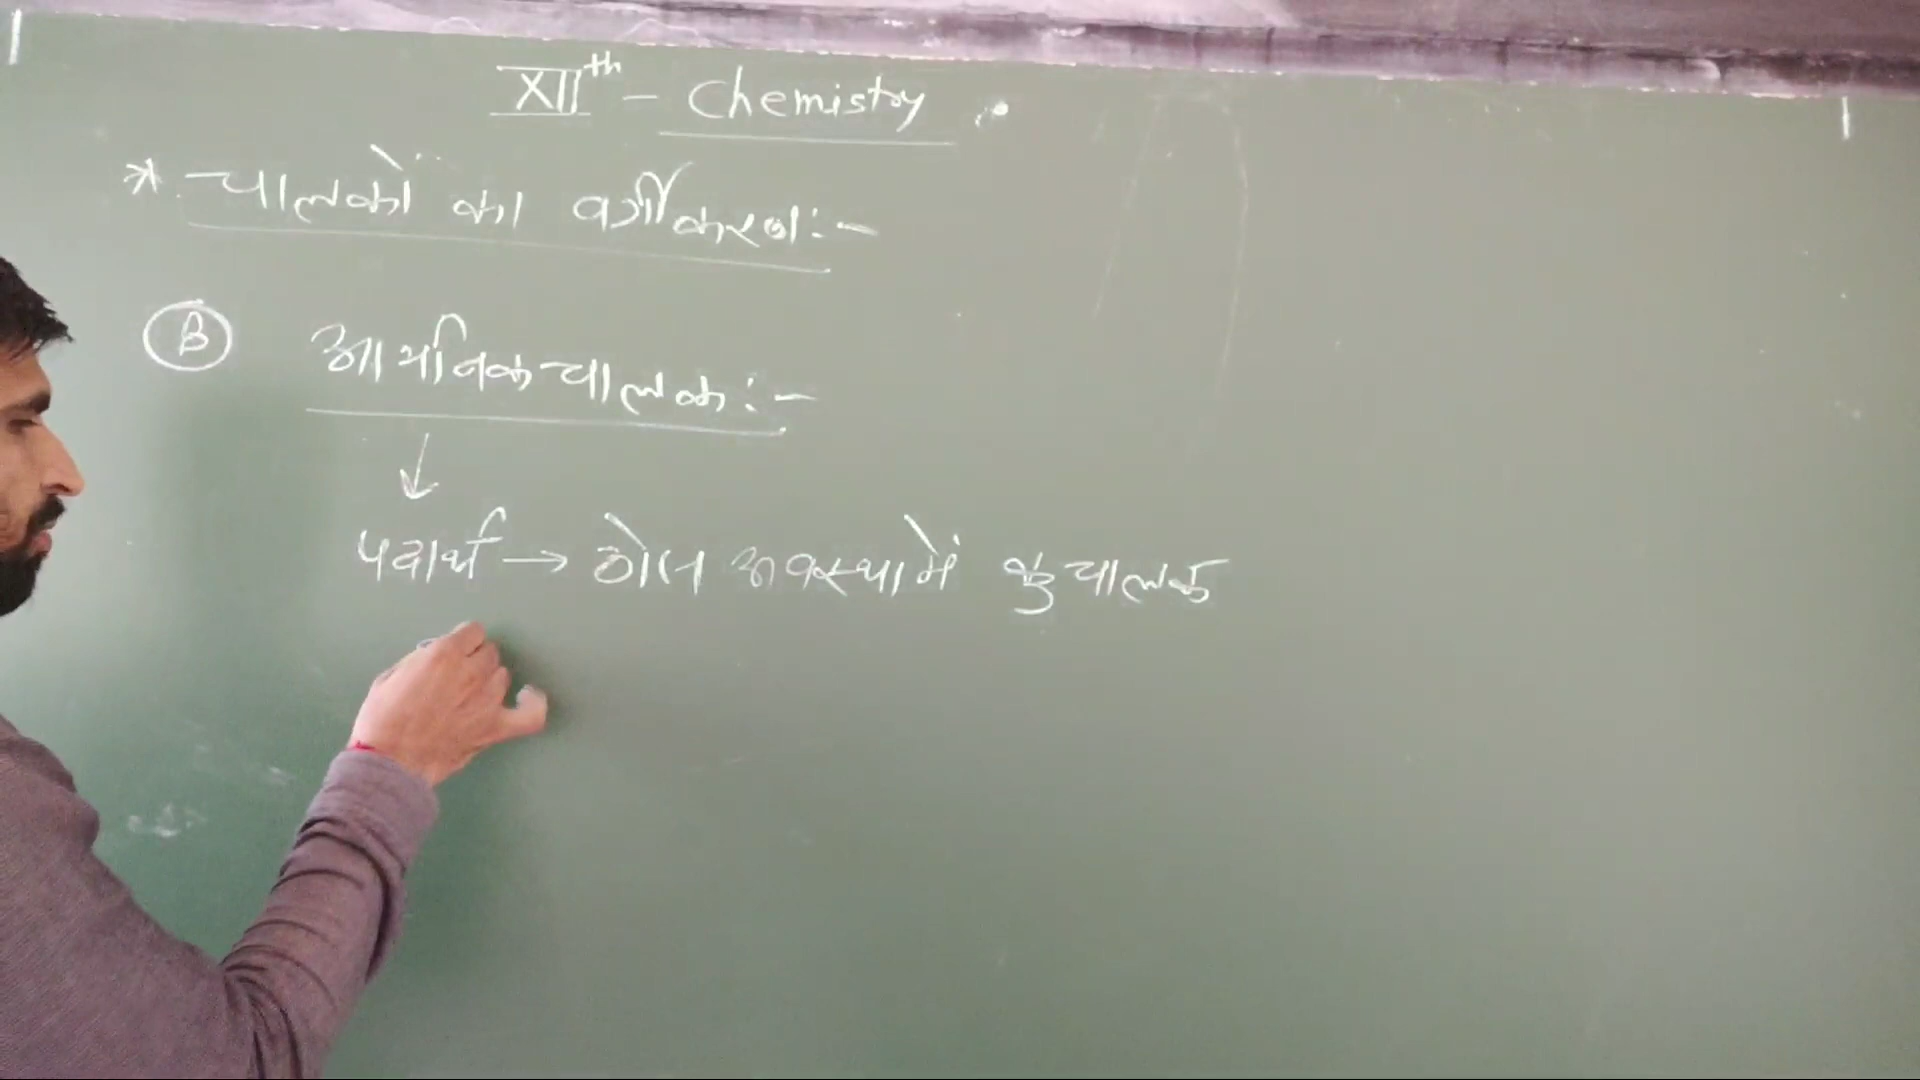 XIIth - Chemistry
* चालकों का वर्गीकरण :-
(B) आयनिक चालक :-
↓
पदार्थ → ठोस अवस्था में कुचालक